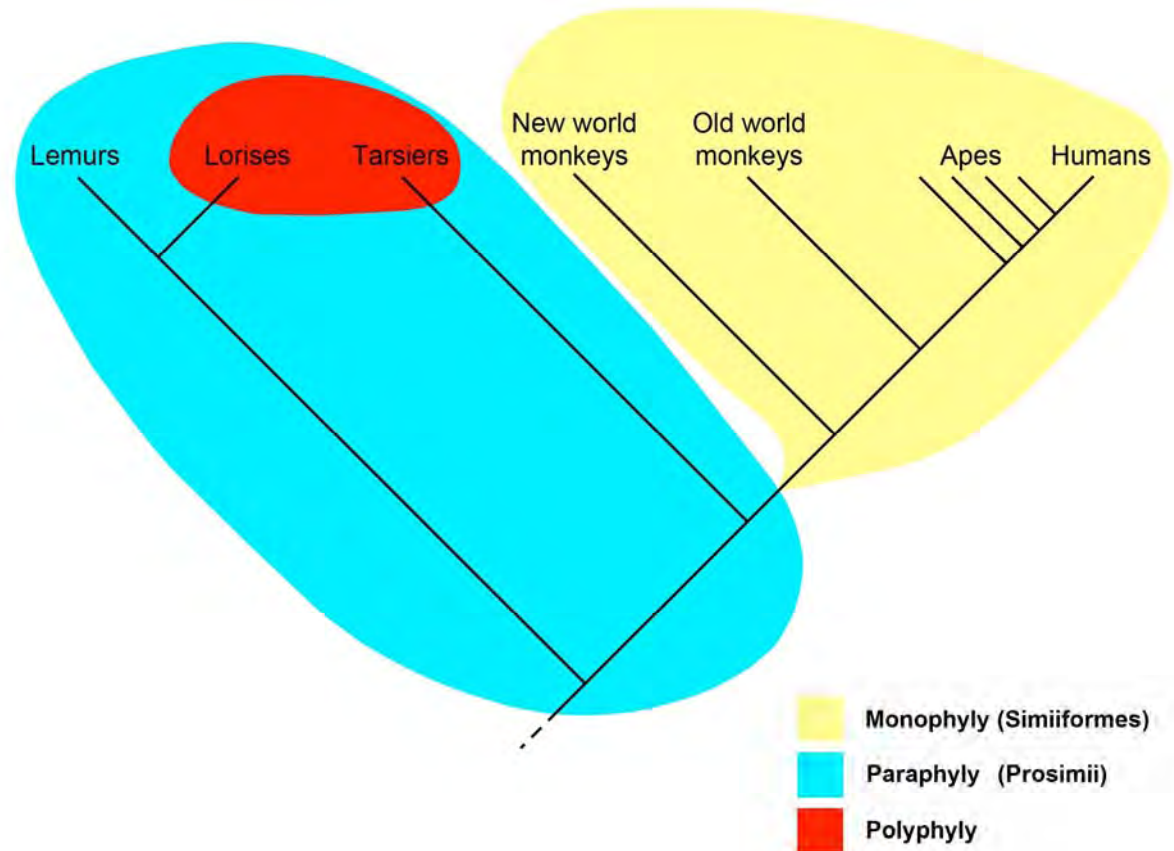 New world
monkeys
Old world
monkeys
Lemurs
Lorises
Tarsiers
Apes
Humans
Monophyly (Simiiformes)
Paraphyly (Prosimii)
Polyphyly